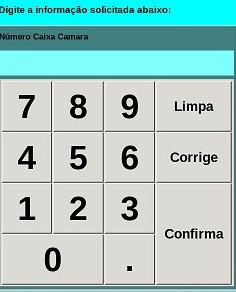 Digite a informação solicitada abaixo:
Número Caixa Camara
7 8 9 Limpa
4 5 6 Corrige
1 2 3
Confirma
0 .